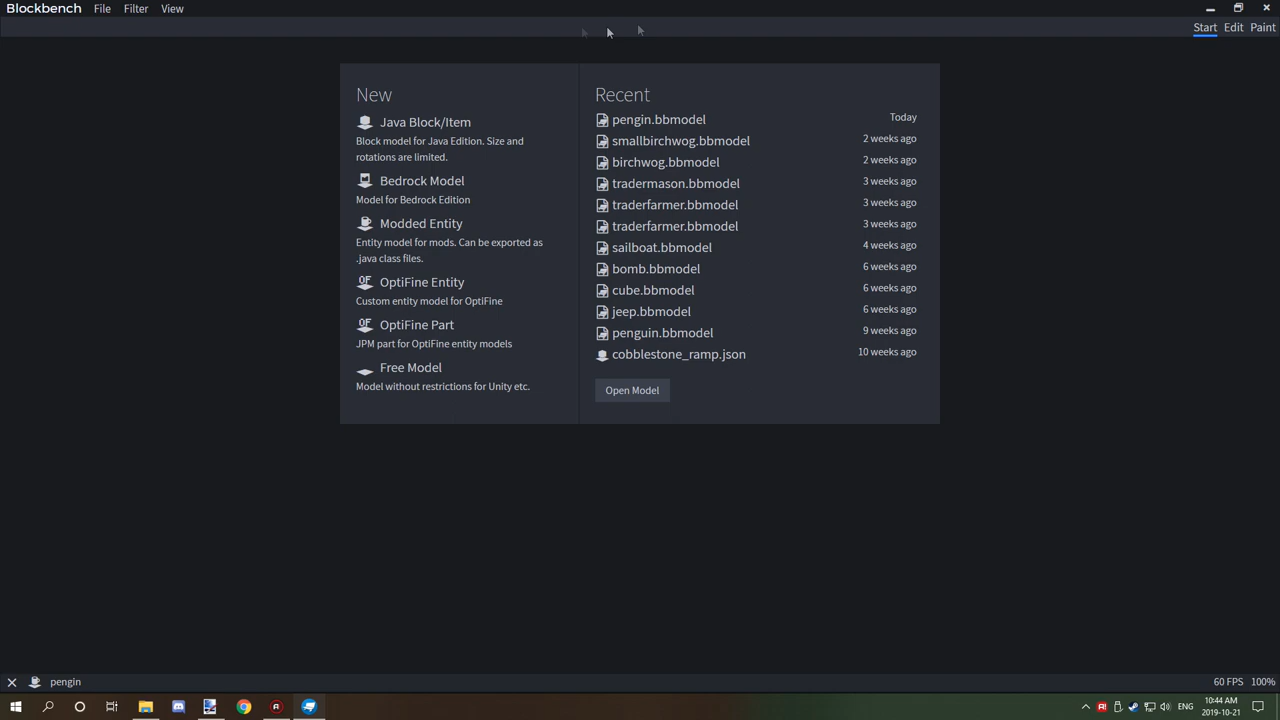 Blockbench File Filter View
Start Edit Paint
New
Java Block/Item
Block model for Java Edition. Size and
rotations are limited.
Bedrock Model
Model for Bedrock Edition
Modded Entity
Entity model for mods. Can be exported as
.java class files.
OF OptiFine Entity
Custom entity model for OptiFine
OF OptiFine Part
JPM part for OptiFine entity models
Free Model
Model without restrictions for Unity etc.
Recent
pengin.bbmodel Today
smallbirchwog.bbmodel 2 weeks ago
birchwog.bbmodel 2 weeks ago
tradermason.bbmodel 3 weeks ago
traderfarmer.bbmodel 3 weeks ago
traderfarmer.bbmodel 3 weeks ago
sailboat.bbmodel 4 weeks ago
bomb.bbmodel 6 weeks ago
cube.bbmodel 6 weeks ago
jeep.bbmodel 6 weeks ago
penguin.bbmodel 9 weeks ago
cobblestone_ramp.json 10 weeks ago
Open Model
pengin 60 FPS 100%
ENG 10:44 AM
2019-10-21